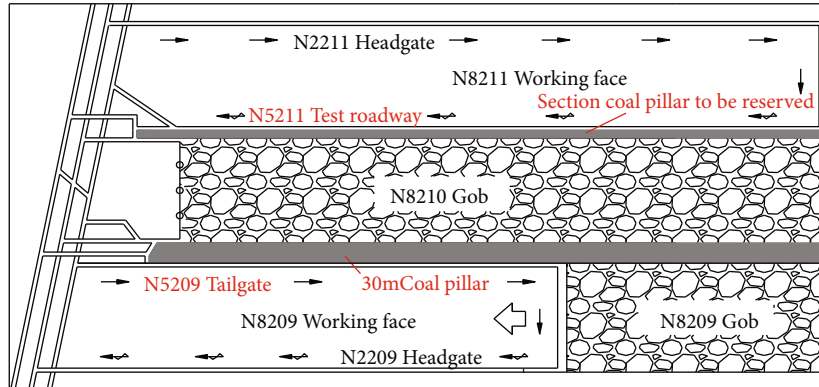 N2211 Headgate
N8211 Working face
Section coal pillar to be reserved
N5211 Test roadway
N8210 Gob
N5209 Tailgate
30mCoal pillar
N8209 Working face
N8209 Gob
N2209 Headgate